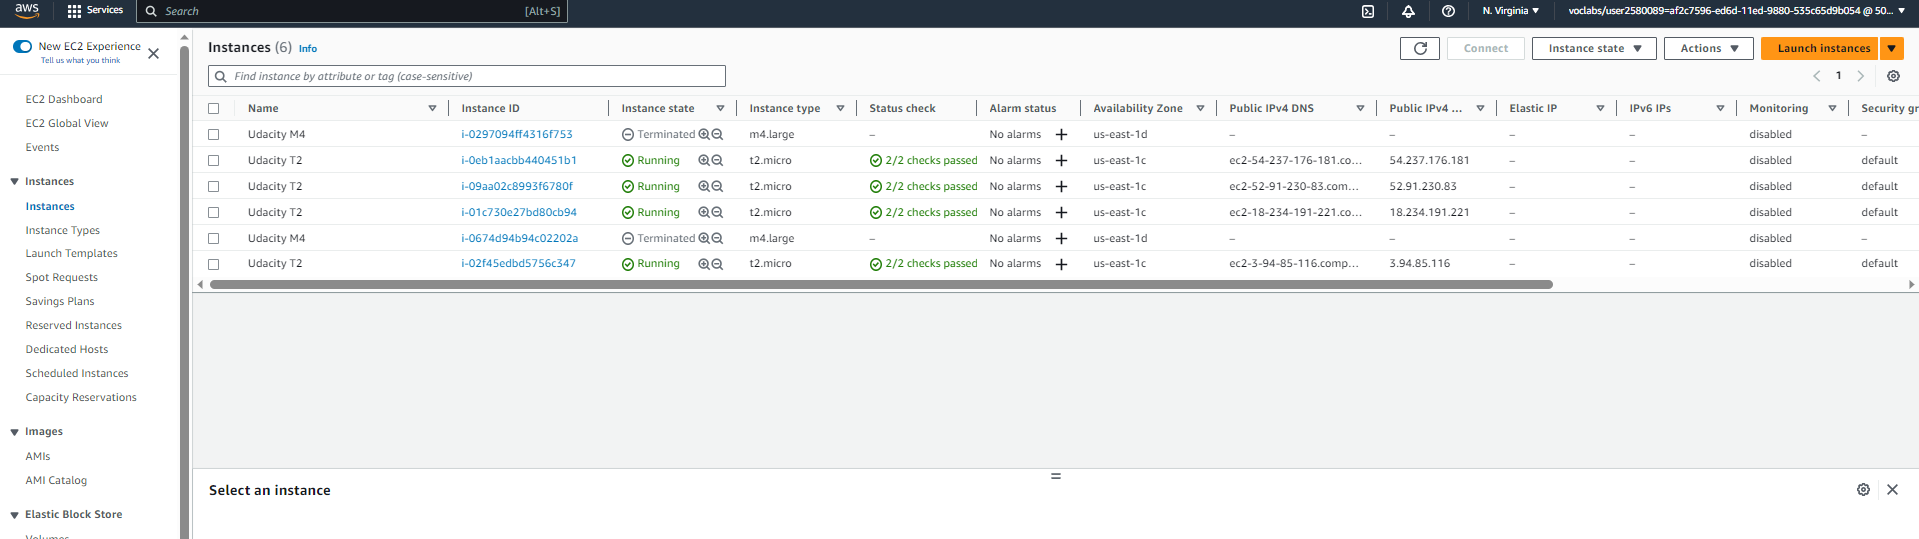 aws Services Search [Alt+S] N. Virginia voclabs/user2580089=af2c7596-ed6d-11ed-9880-535c65d9b054 @ 50...
New EC2 Experience
Tell us what you think
EC2 Dashboard
EC2 Global View
Events
Instances
Instances
Instance Types
Launch Templates
Spot Requests
Savings Plans
Reserved Instances
Dedicated Hosts
Scheduled Instances
Capacity Reservations
Images
AMIs
AMI Catalog
Elastic Block Store
Volumes
Instances (6) Info Connect Instance state Actions Launch instances
Find instance by attribute or tag (case-sensitive) 1
Name Instance ID Instance state Instance type Status check Alarm status Availability Zone Public IPv4 DNS Public IPv4 ... Elastic IP IPv6 IPs Monitoring Security gr
Udacity M4 i-0297094ff4316f753 Terminated m4.large – No alarms us-east-1d – – – – disabled –
Udacity T2 i-0eb1aacbb440451b1 Running t2.micro 2/2 checks passed No alarms us-east-1c ec2-54-237-176-181.co... 54.237.176.181 – – disabled default
Udacity T2 i-09aa02c8993f6780f Running t2.micro 2/2 checks passed No alarms us-east-1c ec2-52-91-230-83.com... 52.91.230.83 – – disabled default
Udacity T2 i-01c730e27bd80cb94 Running t2.micro 2/2 checks passed No alarms us-east-1c ec2-18-234-191-221.co... 18.234.191.221 – – disabled default
Udacity M4 i-0674d94b94c02202a Terminated m4.large – No alarms us-east-1d – – – – disabled –
Udacity T2 i-02f45edbd5756c347 Running t2.micro 2/2 checks passed No alarms us-east-1c ec2-3-94-85-116.comp... 3.94.85.116 – – disabled default
Select an instance